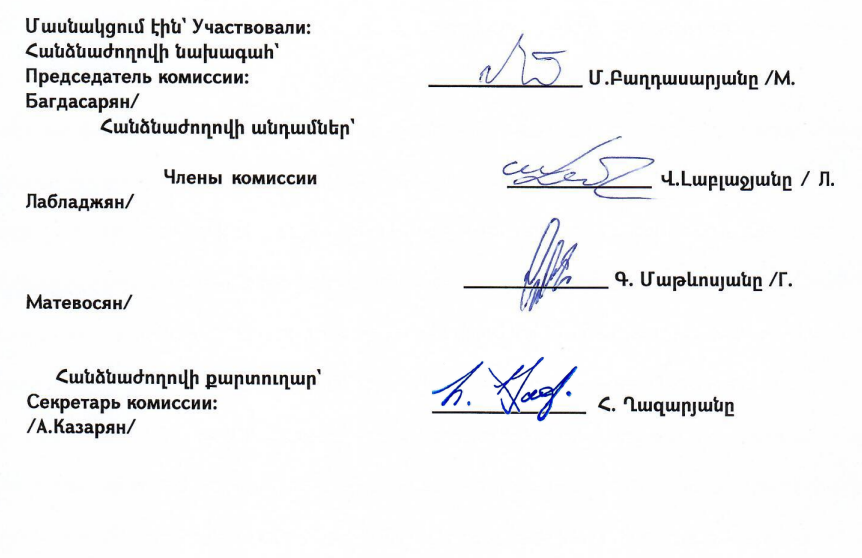 Մասնակցում էին՝ Участвовали:
Հանձնաժողովի նախագահ՝
Председатель комиссии: Մ.Բաղդասարյանը /М.
Багдасарян/
Հանձնաժողովի անդամներ՝
Члены комиссии Վ.Լաբլաջյանը / Л.
Лабладжян/
Գ. Մաթևոսյանը /Г.
Матевосян/
Հանձնաժողովի քարտուղար՝
Секретарь комиссии: Հ. Ղազարյանը
/А.Казарян/